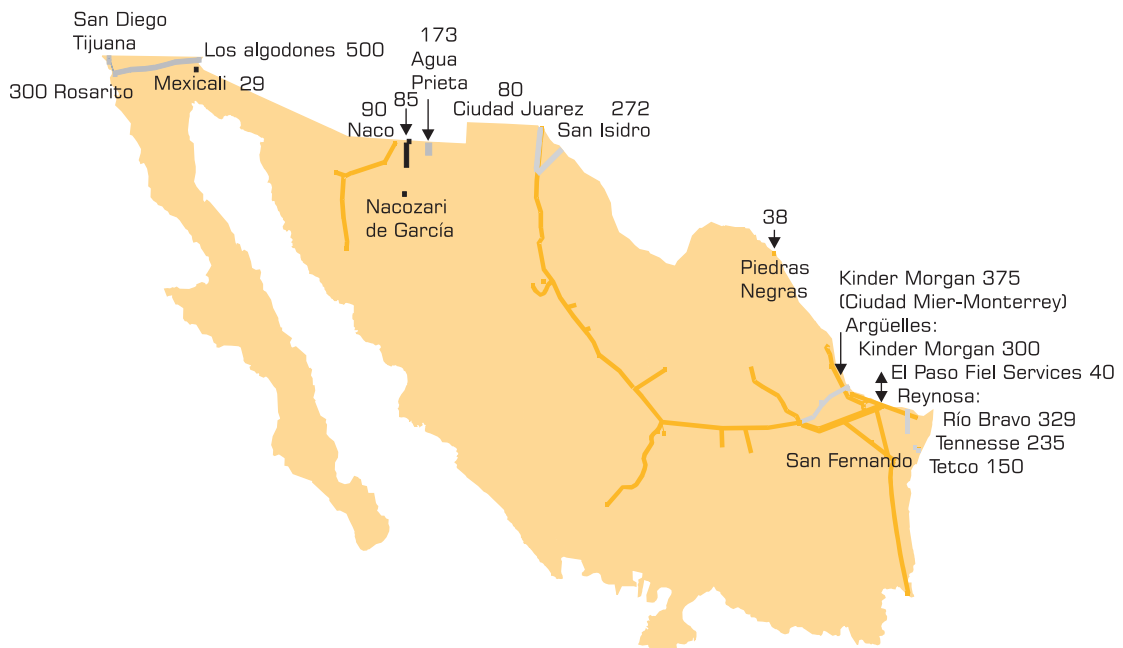 San Diego
Tijuana
Los algodones 500
300 Rosarito
Mexicali 29
90
Naco
85
173
Agua
Prieta
Nacozari
de García
80
Ciudad Juarez
272
San Isidro
38
Piedras
Negras
Kinder Morgan 375
(Ciudad Mier-Monterrey)
Argüelles:
Kinder Morgan 300
El Paso Fiel Services 40
Reynosa:
Río Bravo 329
Tennesse 235
Tetco 150
San Fernando